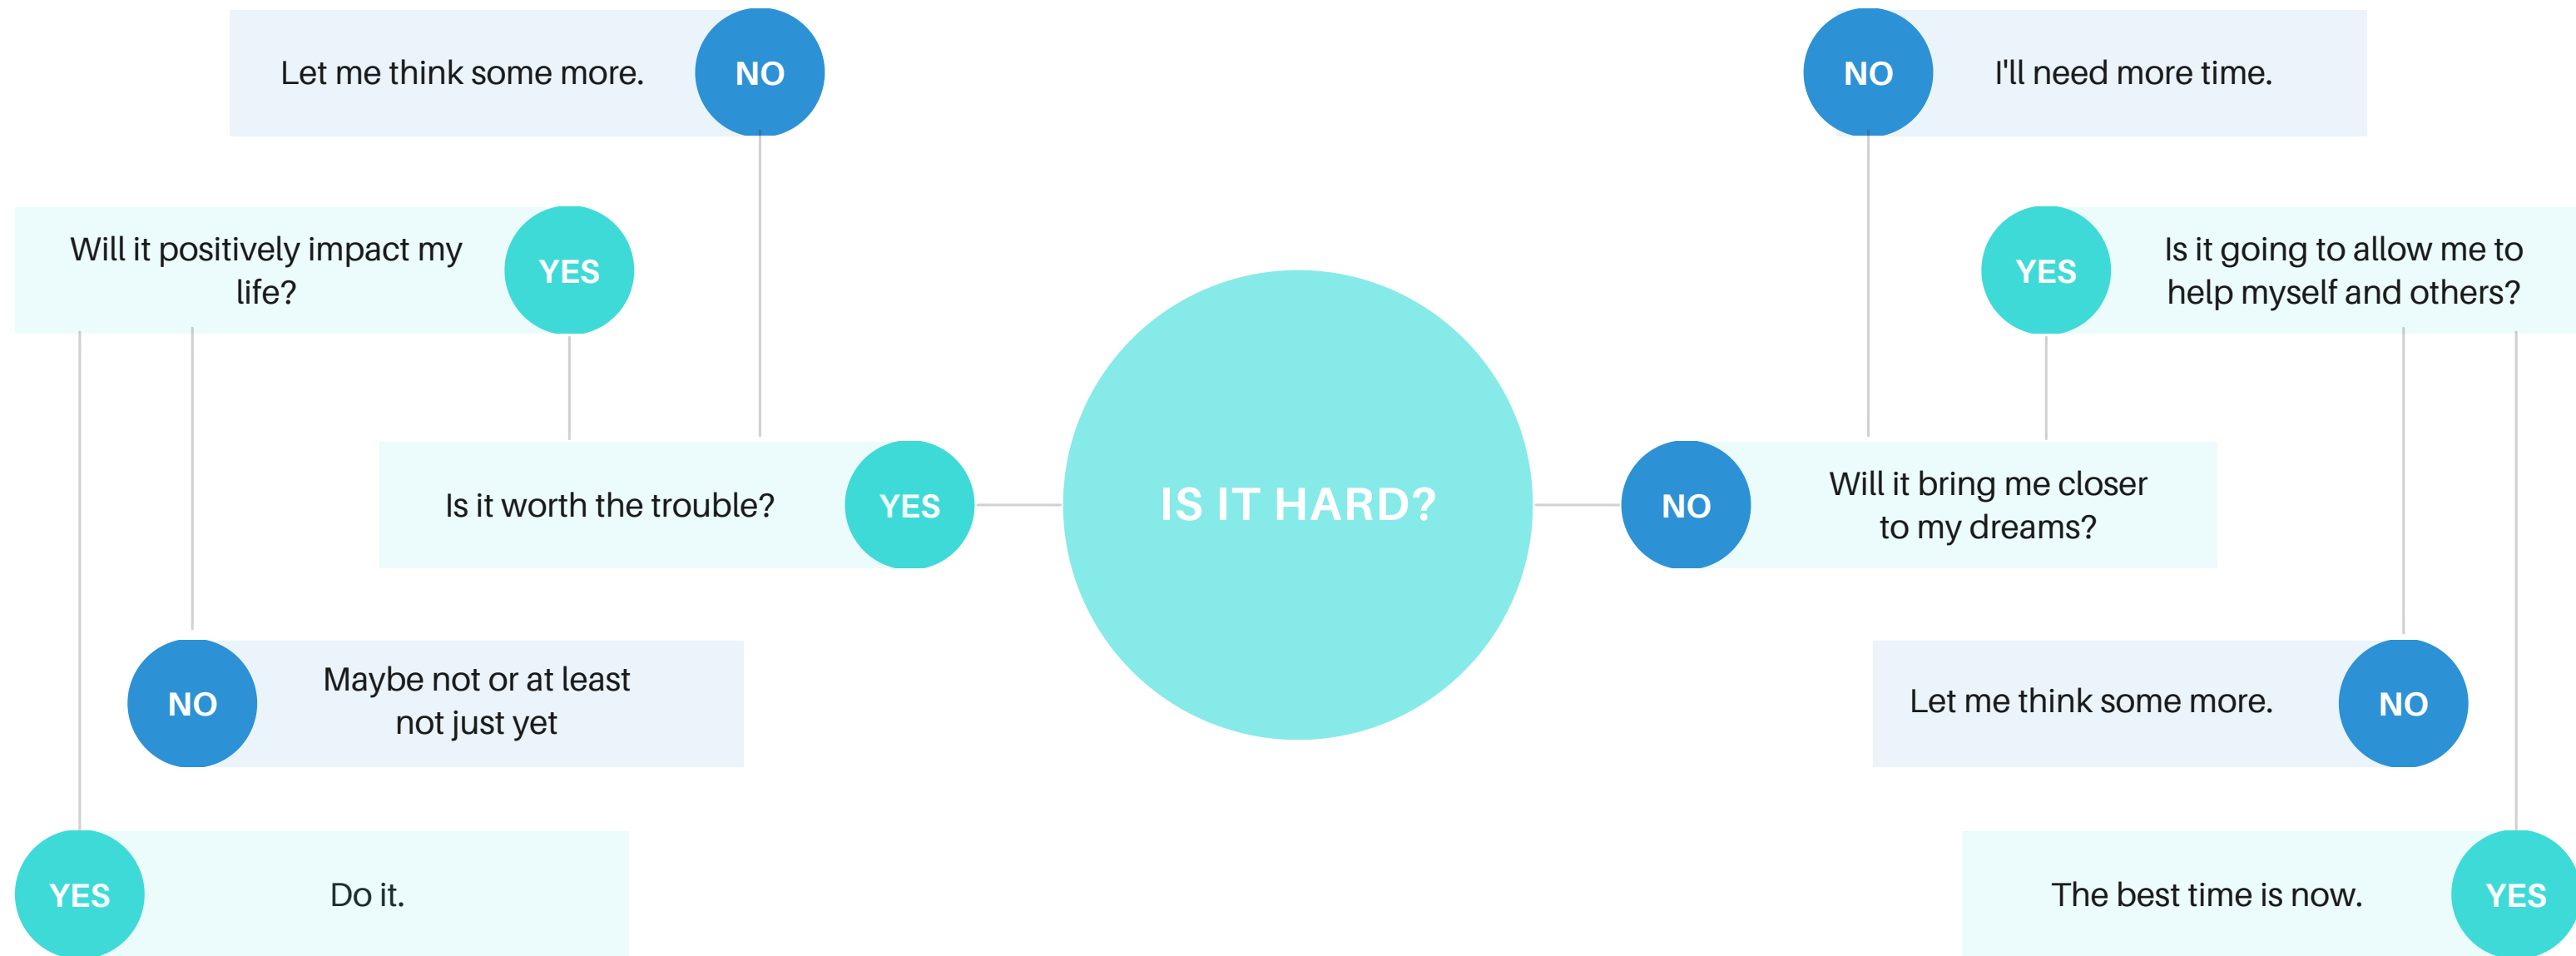 Let me think some more.
NO
NO
I'll need more time.
Will it positively impact my
life?
YES
YES
Is it going to allow me to
help myself and others?
Is it worth the trouble?
YES
IS IT HARD?
NO
Will it bring me closer
to my dreams?
NO
Maybe not or at least
not just yet
Let me think some more.
NO
YES
Do it.
The best time is now.
YES